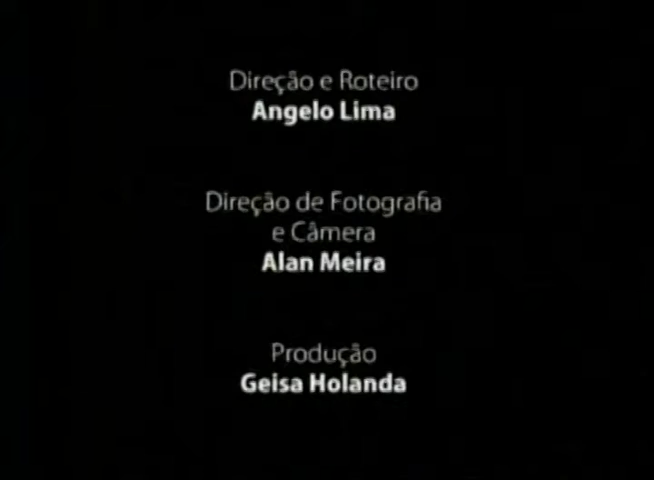 Direção e Roteiro
Angelo Lima
Direção de Fotografia
e Câmera
Alan Meira
Produção
Geisa Holanda